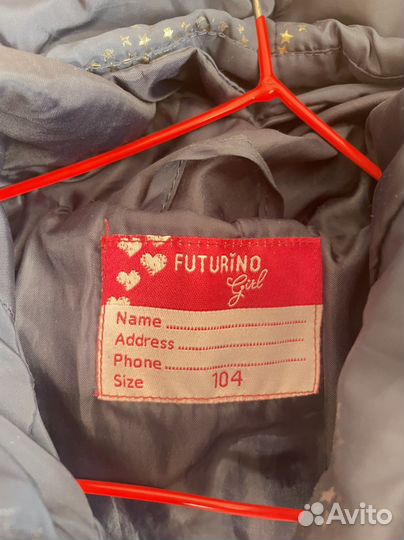 FUTURINO
Girl
Name
Address
Phone
Size 104
Avito